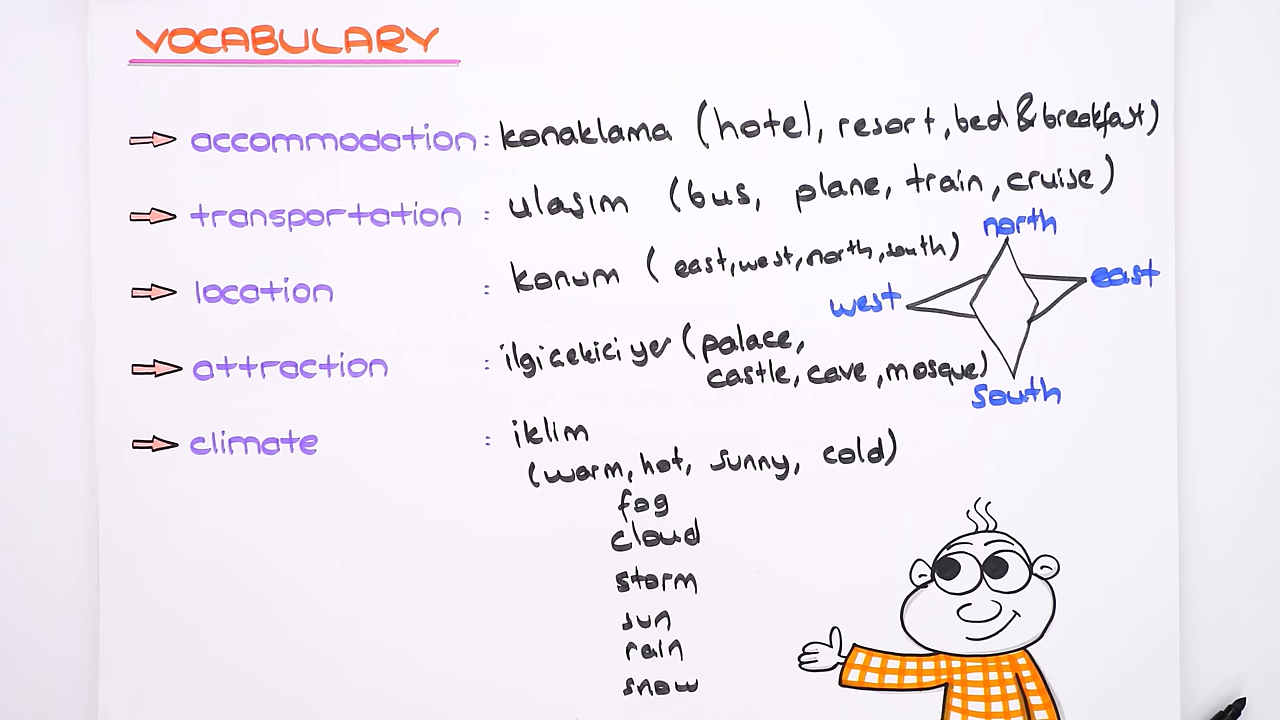 VOCABULARY
accommodation : konaklama (hotel, resort, bed & breakfast)
transportation : ulaşım (bus, plane, train, cruise)
location : konum (east, west, north, south)
north
east
west
south
attraction : ilgi çekici yer (palace,
castle, cave, mosque)
climate : iklim
(warm, hot, sunny, cold)
fog
cloud
storm
sun
rain
snow